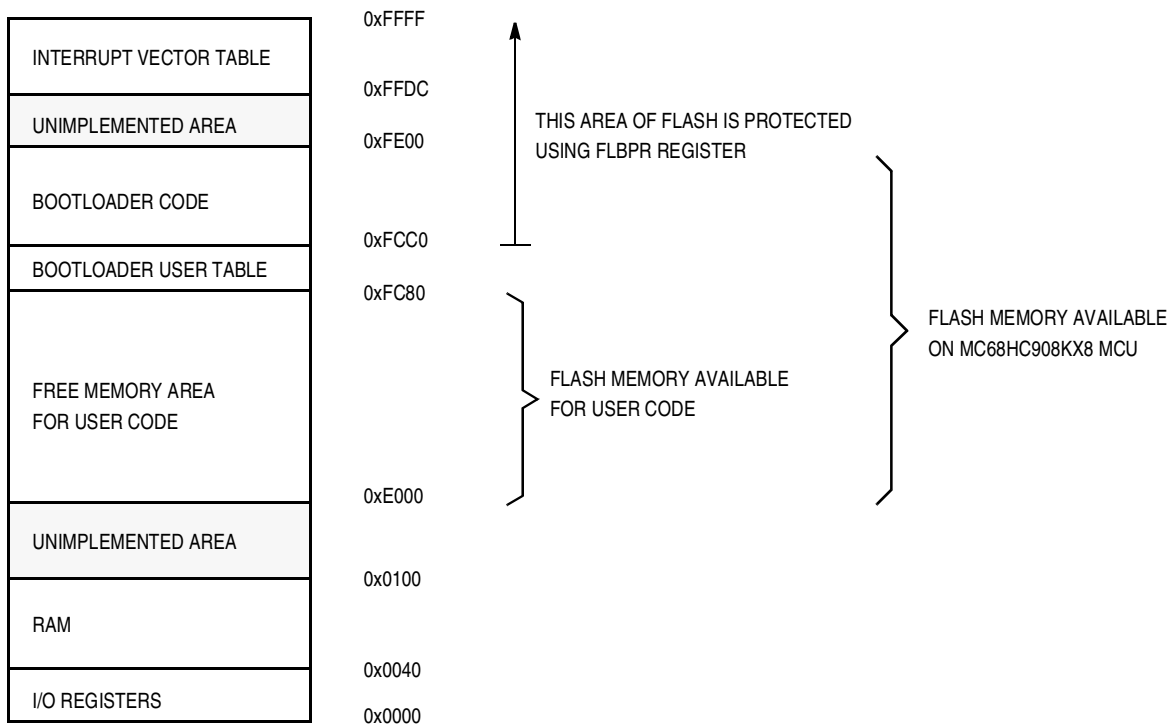 0xFFFF
INTERRUPT VECTOR TABLE
0xFFDC
UNIMPLEMENTED AREA
0xFE00
THIS AREA OF FLASH IS PROTECTED
USING FLBPR REGISTER
BOOTLOADER CODE
0xFCC0
BOOTLOADER USER TABLE
0xFC80
FLASH MEMORY AVAILABLE
ON MC68HC908KX8 MCU
FREE MEMORY AREA
FOR USER CODE
FLASH MEMORY AVAILABLE
FOR USER CODE
0xE000
UNIMPLEMENTED AREA
0x0100
RAM
0x0040
I/O REGISTERS
0x0000